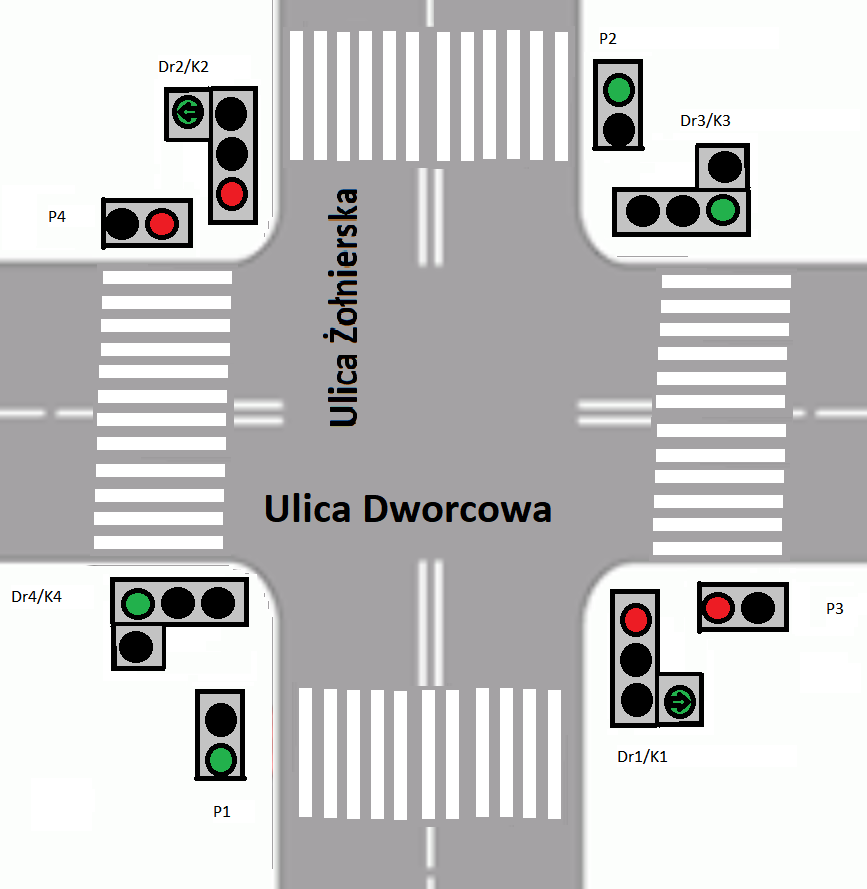 P2
Dr2/K2
Dr3/K3
P4
Ulica Żołnierska
Ulica Dworcowa
Dr4/K4
P3
Dr1/K1
P1